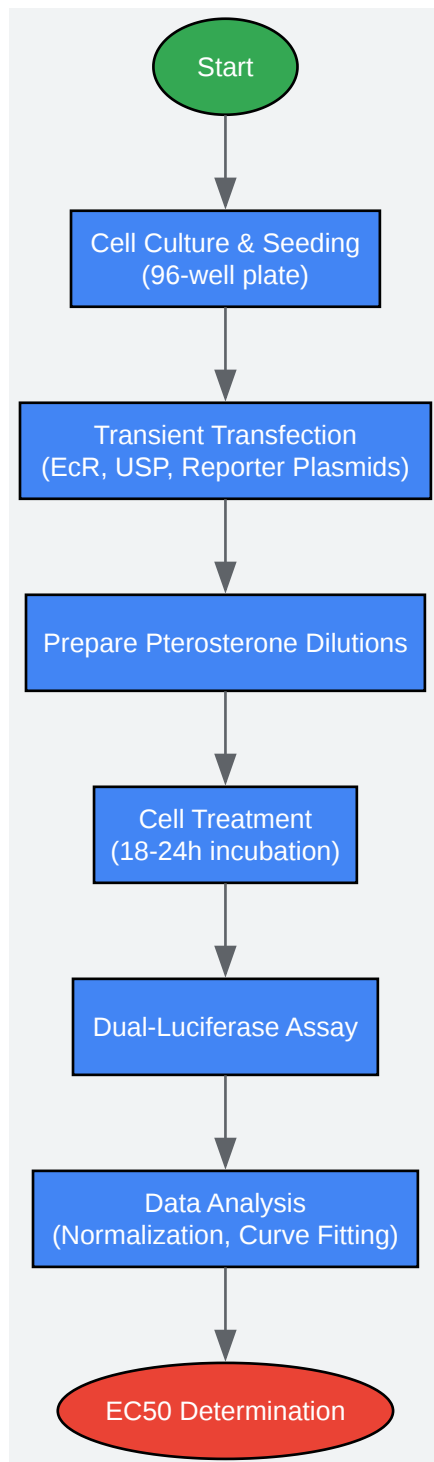 Start
Cell Culture & Seeding
(96-well plate)
Transient Transfection
(EcR, USP, Reporter Plasmids)
Prepare Pterosterone Dilutions
Cell Treatment
(18-24h incubation)
Dual-Luciferase Assay
Data Analysis
(Normalization, Curve Fitting)
EC50 Determination